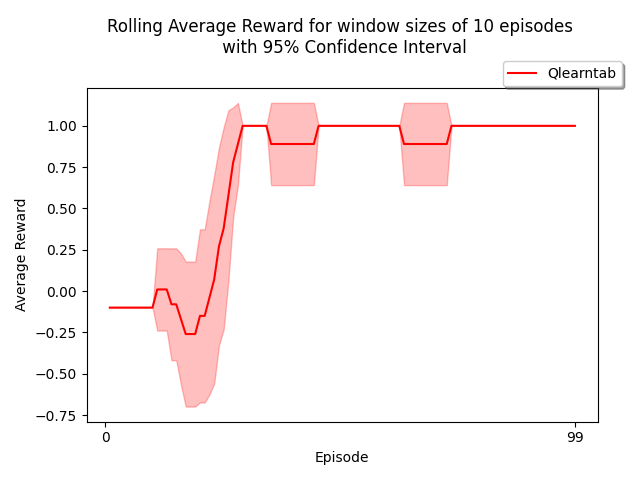 Rolling Average Reward for window sizes of 10 episodes
with 95% Confidence Interval
Qlearntab
1.00
0.75
0.50
0.25
0.00
−0.25
−0.50
−0.75
Average Reward
0
99
Episode